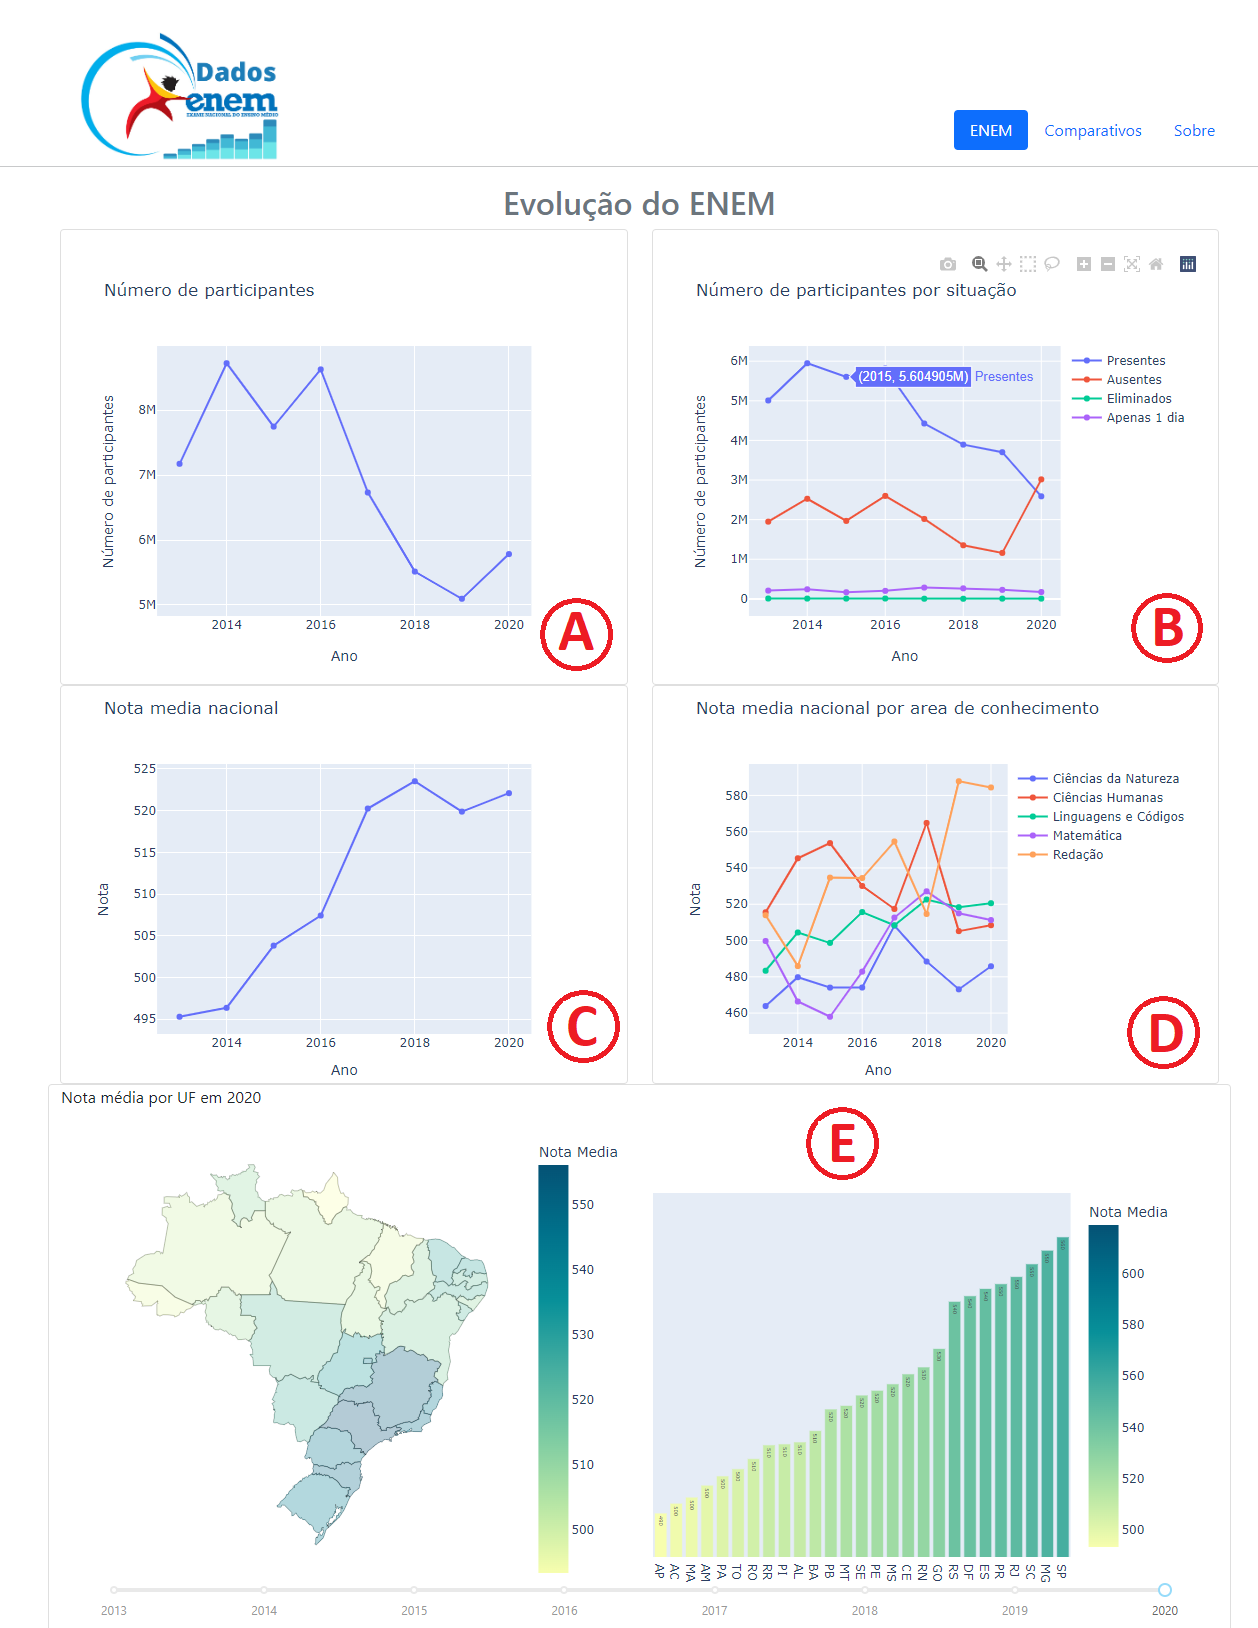 Dados
enem
EXAME NACIONAL DO ENSINO MÉDIO
ENEM
Comparativos
Sobre
Evolução do ENEM
Número de participantes
8M
7M
6M
5M
Número de participantes
2014
2016
2018
2020
Ano
A
Número de participantes por situação
6M
5M
4M
3M
2M
1M
0
Número de participantes
(2015, 5.604905M) Presentes
Presentes
Ausentes
Eliminados
Apenas 1 dia
2014
2016
2018
2020
Ano
B
Nota media nacional
525
520
515
510
505
500
495
Nota
2014
2016
2018
2020
Ano
C
Nota media nacional por area de conhecimento
580
560
540
520
500
480
460
Nota
Ciências da Natureza
Ciências Humanas
Linguagens e Códigos
Matemática
Redação
2014
2016
2018
2020
Ano
D
Nota média por UF em 2020
E
Nota Media
550
540
530
520
510
500
Nota Media
600
580
560
540
520
500
AP
AC
MA
AM
PA
TO
RO
RR
PI
AL
BA
PB
MT
SE
PE
MS
CE
RN
GO
RS
DF
ES
PR
RJ
SC
MG
SP
2013
2014
2015
2016
2017
2018
2019
2020